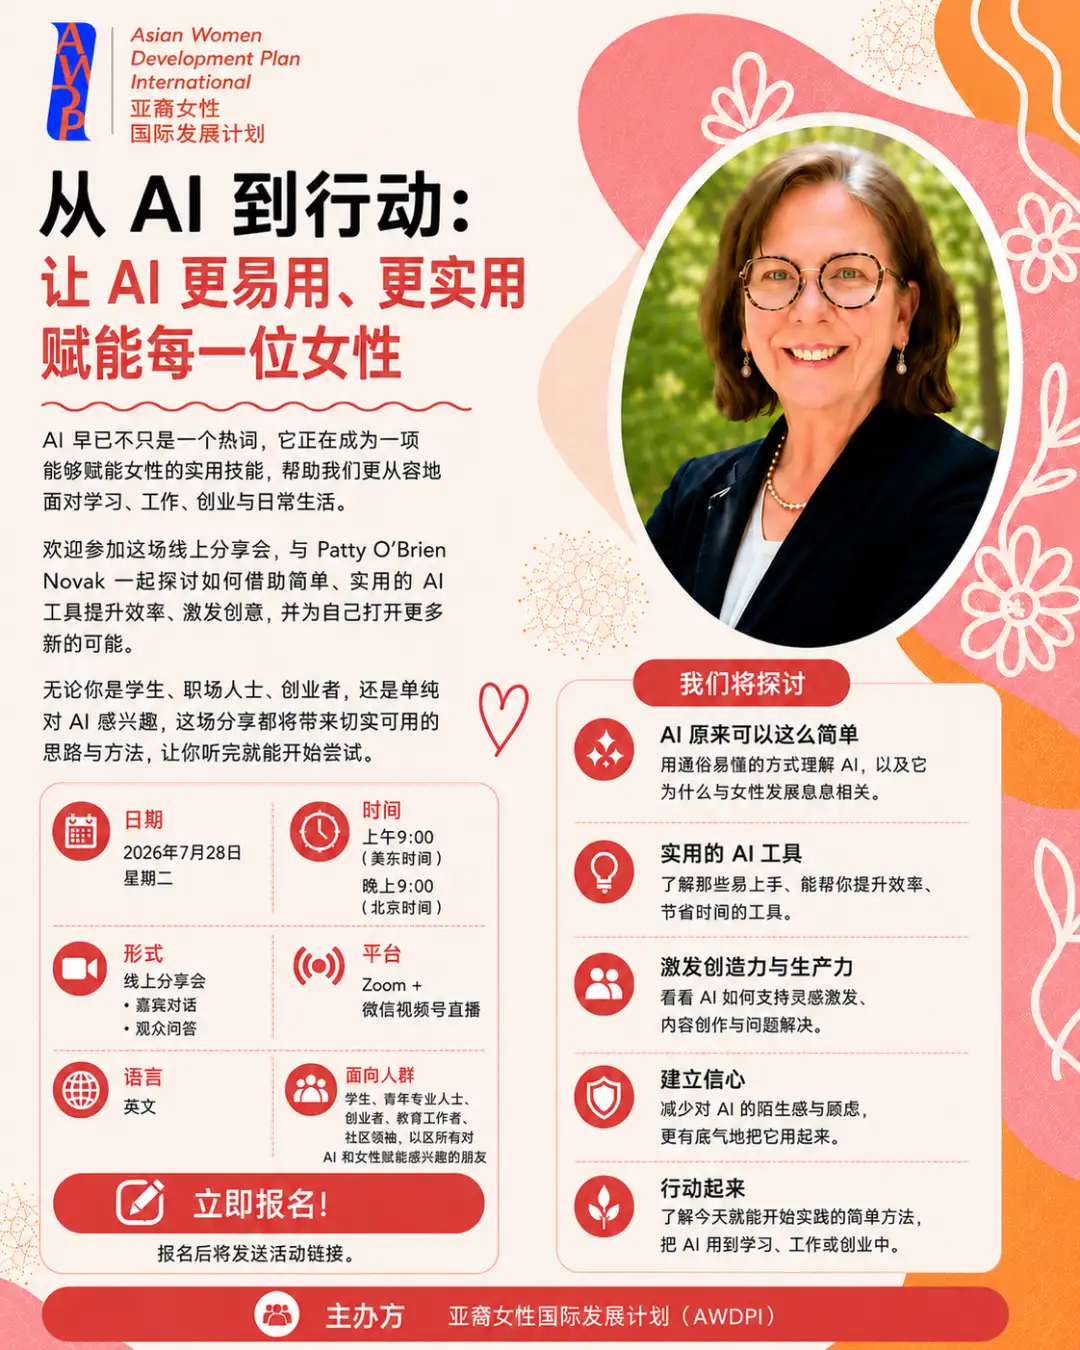 AWDP
Asian Women
Development Plan
International
亚裔女性
国际发展计划
从 AI 到行动：
让 AI 更易用、更实用
赋能每一位女性
AI 早已不只是一个热词，它正在成为一项
能够赋能女性的实用技能，帮助我们更从容地
面对学习、工作、创业与日常生活。
欢迎参加这场线上分享会，与 Patty O’Brien
Novak 一起探讨如何借助简单、实用的 AI
工具提升效率、激发创意，并为自己打开更多
新的可能。
无论你是学生、职场人士、创业者，还是单纯
对 AI 感兴趣，这场分享都将带来切实可用的
思路与方法，让你听完就能开始尝试。
日期
2026年7月28日
星期二
时间
上午9:00
（美东时间）
晚上9:00
（北京时间）
形式
线上分享会
• 嘉宾对话
• 观众问答
平台
Zoom +
微信视频号直播
语言
英文
面向人群
学生、青年专业人士、
创业者、教育工作者、
社区领袖，以区所有对
AI 和女性赋能感兴趣的朋友
立即报名！
报名后将发送活动链接。
我们将探讨
AI 原来可以这么简单
用通俗易懂的方式理解 AI，以及它
为什么与女性发展息息相关。
实用的 AI 工具
了解那些易上手、能帮你提升效率、
节省时间的工具。
激发创造力与生产力
看看 AI 如何支持灵感激发、
内容创作与问题解决。
建立信心
减少对 AI 的陌生感与顾虑，
更有底气地把它用起来。
行动起来
了解今天就能开始实践的简单方法，
把 AI 用到学习、工作或创业中。
主办方
亚裔女性国际发展计划（AWDPI）